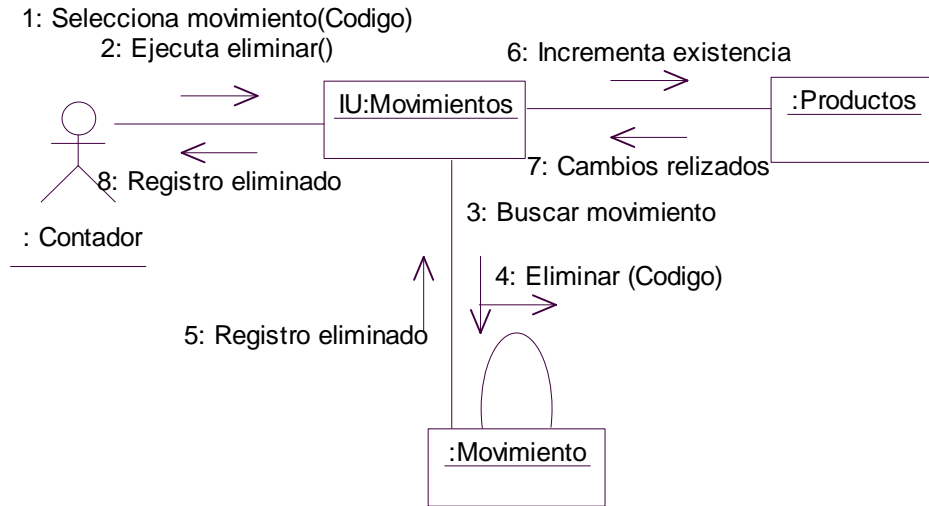 1: Selecciona movimiento(Codigo)
2: Ejecuta eliminar()
6: Incrementa existencia
IU:Movimientos
:Productos
7: Cambios relizados
8: Registro eliminado
3: Buscar movimiento
: Contador
4: Eliminar (Codigo)
5: Registro eliminado
:Movimiento